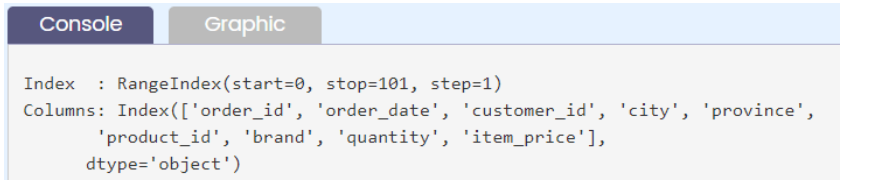 Console Graphic
Index  : RangeIndex(start=0, stop=101, step=1)
Columns: Index(['order_id', 'order_date', 'customer_id', 'city', 'province',
       'product_id', 'brand', 'quantity', 'item_price'],
      dtype='object')